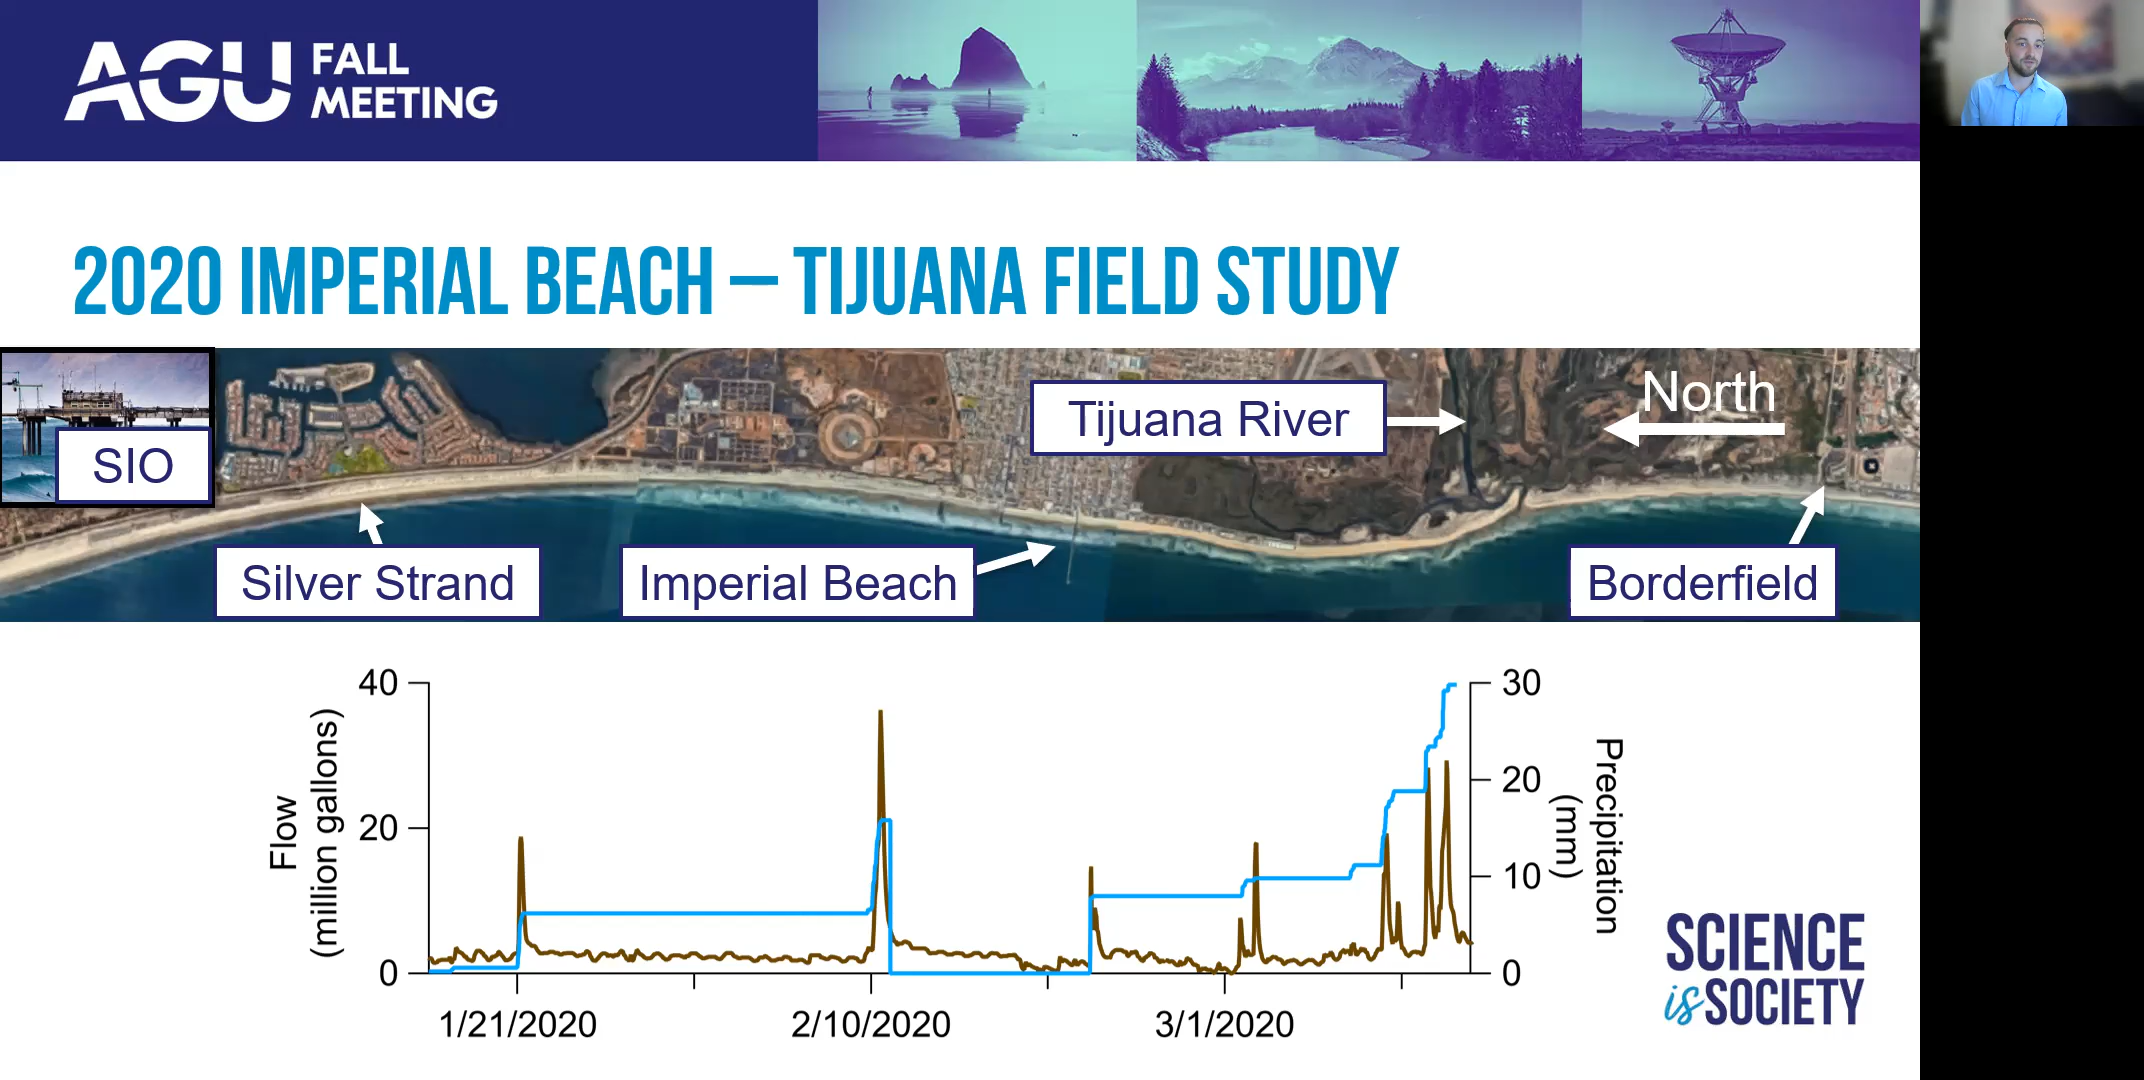 AGU FALL
MEETING
2020 IMPERIAL BEACH – TIJUANA FIELD STUDY
SIO
Tijuana River
North
Silver Strand
Imperial Beach
Borderfield
Flow
(million gallons)
40
20
0
30
20
10
0
Precipitation
(mm)
1/21/2020
2/10/2020
3/1/2020
SCIENCE
is SOCIETY